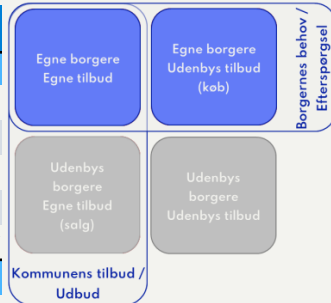 Egne borgere
Egne tilbud
Egne borgere
Udenbys tilbud
(køb)
Borgernes behov /
Efterspørgsel
Udenbys
borgere
Egne tilbud
(salg)
Udenbys
borgere
Udenbys tilbud
Kommunens tilbud /
Udbud